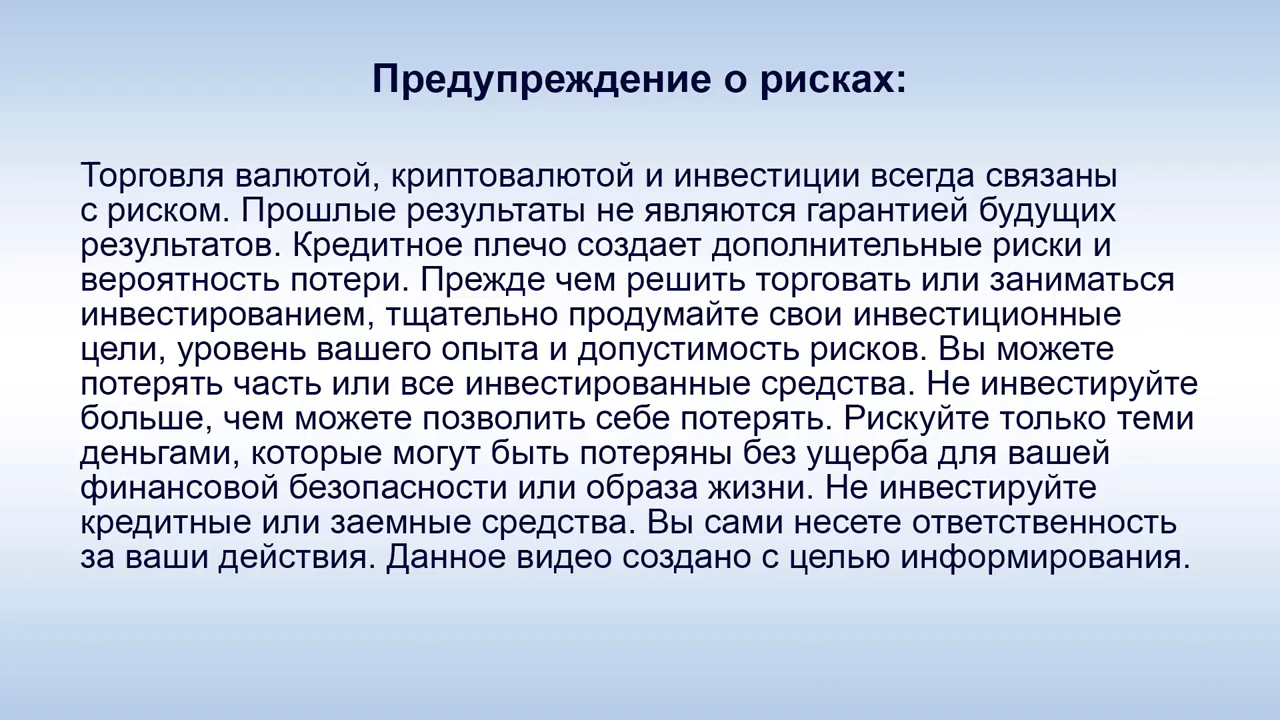 Предупреждение о рисках:
Торговля валютой, криптовалютой и инвестиции всегда связаны
с риском. Прошлые результаты не являются гарантией будущих
результатов. Кредитное плечо создает дополнительные риски и
вероятность потери. Прежде чем решить торговать или заниматься
инвестированием, тщательно продумайте свои инвестиционные
цели, уровень вашего опыта и допустимость рисков. Вы можете
потерять часть или все инвестированные средства. Не инвестируйте
больше, чем можете позволить себе потерять. Рискуйте только теми
деньгами, которые могут быть потеряны без ущерба для вашей
финансовой безопасности или образа жизни. Не инвестируйте
кредитные или заемные средства. Вы сами несете ответственность
за ваши действия. Данное видео создано с целью информирования.